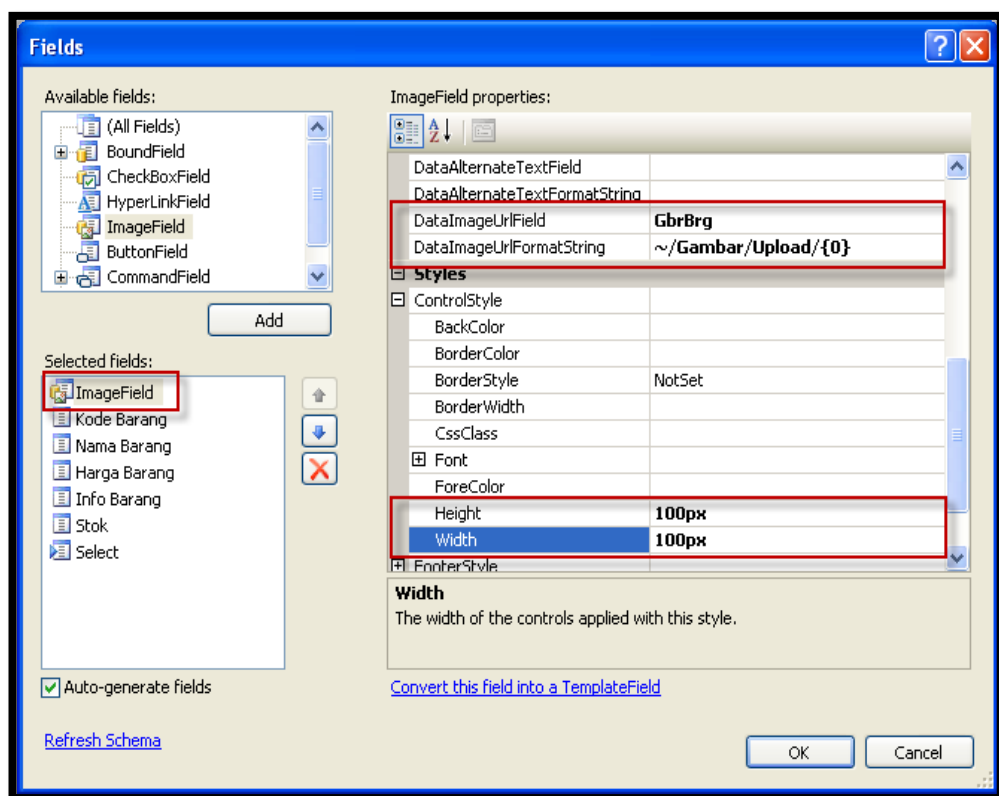 Fields
Available fields:
(All Fields)
BoundField
CheckBoxField
HyperLinkField
ImageField
ButtonField
CommandField
Add
Selected fields:
ImageField
Kode Barang
Nama Barang
Harga Barang
Info Barang
Stok
Select
Auto-generate fields
Refresh Schema
ImageField properties:
DataAlternateTextField
DataAlternateTextFormatString
DataImageUrlField GbrBrg
DataImageUrlFormatString ~/Gambar/Upload/{0}
Styles
ControlStyle
BackColor
BorderColor
BorderStyle NotSet
BorderWidth
CssClass
Font
ForeColor
Height 100px
Width 100px
FooterStyle
Width
The width of the controls applied with this style.
Convert this field into a TemplateField
OK Cancel